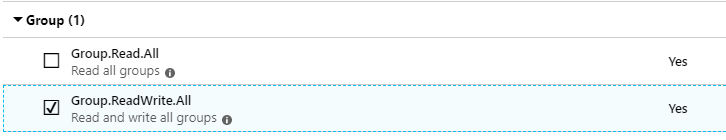 Group (1)
Group.Read.All
Read all groups
Yes
Group.ReadWrite.All
Read and write all groups
Yes